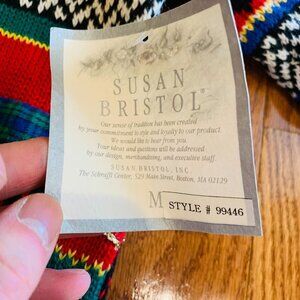 SUSAN
BRISTOL®
Our sense of tradition has been created
by your commitment to style and loyalty to our product.
We would like to hear from you.
Your ideas and questions will be addressed
by our design, merchandising, and executive staff.
SUSAN BRISTOL, INC.
The Schrafft Center, 529 Main Street, Boston, MA 02129
M
STYLE # 99446